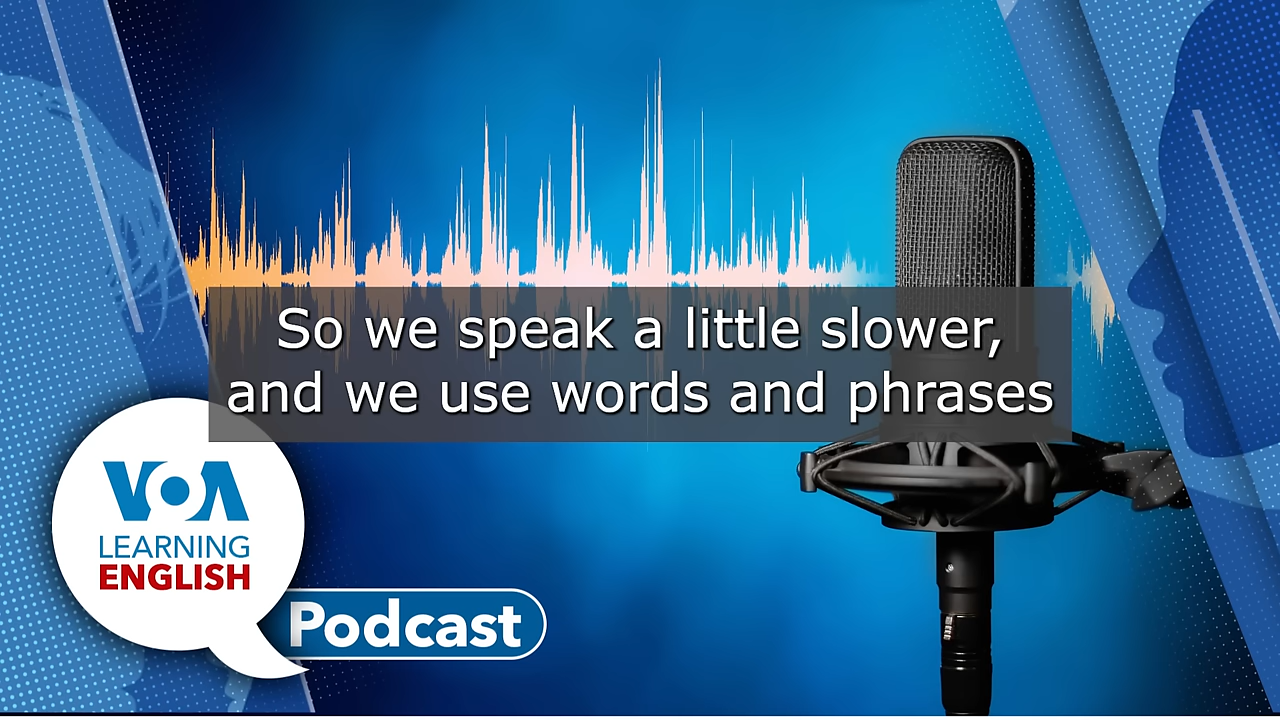 So we speak a little slower,
and we use words and phrases
VOA
LEARNING
ENGLISH
Podcast